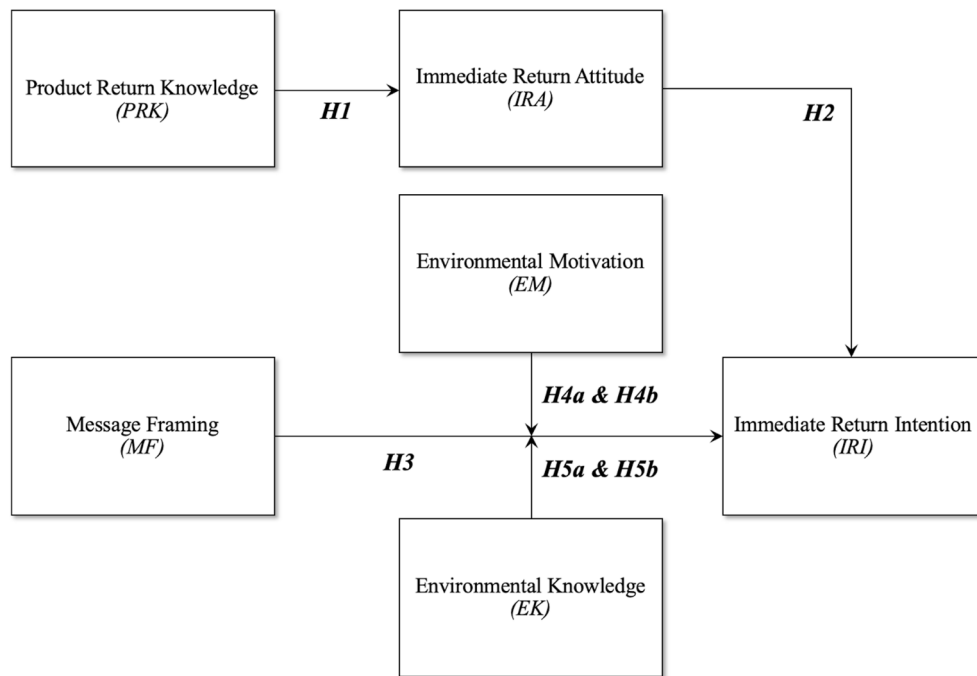 Product Return Knowledge
(PRK)
H1
Immediate Return Attitude
(IRA)
H2
Environmental Motivation
(EM)
H4a & H4b
Message Framing
(MF)
H3
Immediate Return Intention
(IRI)
H5a & H5b
Environmental Knowledge
(EK)